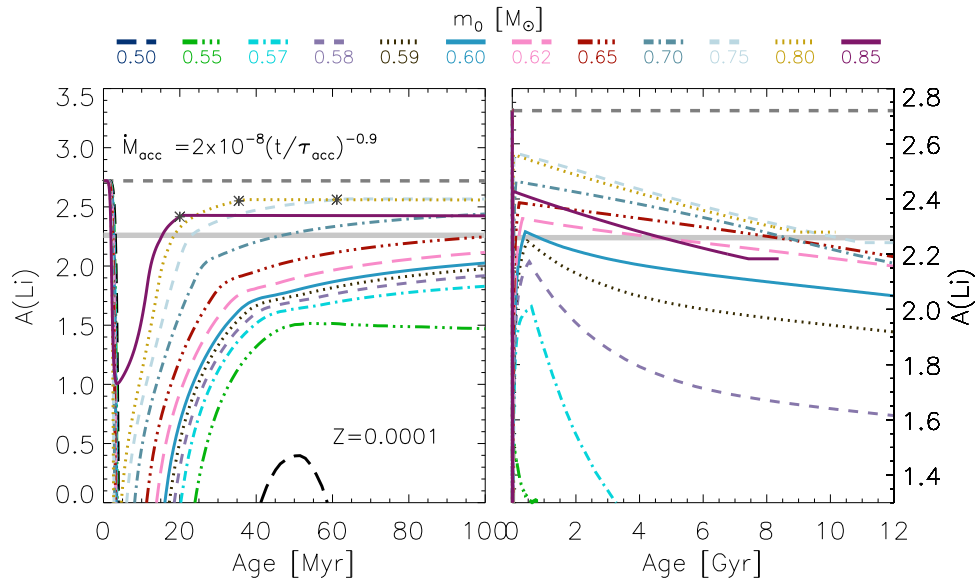 m₀ [M☉]
0.50 0.55 0.57 0.58 0.59 0.60 0.62 0.65 0.70 0.75 0.80 0.85
Ṁacc =2x10⁻⁸(t/τacc)⁻⁰·⁹
Z=0.0001
A(Li)
3.5
3.0
2.5
2.0
1.5
1.0
0.5
0.0
0 20 40 60 80 100
Age [Myr]
0 2 4 6 8 10 12
Age [Gyr]
2.8
2.6
2.4
2.2
2.0
1.8
1.6
1.4
A(Li)